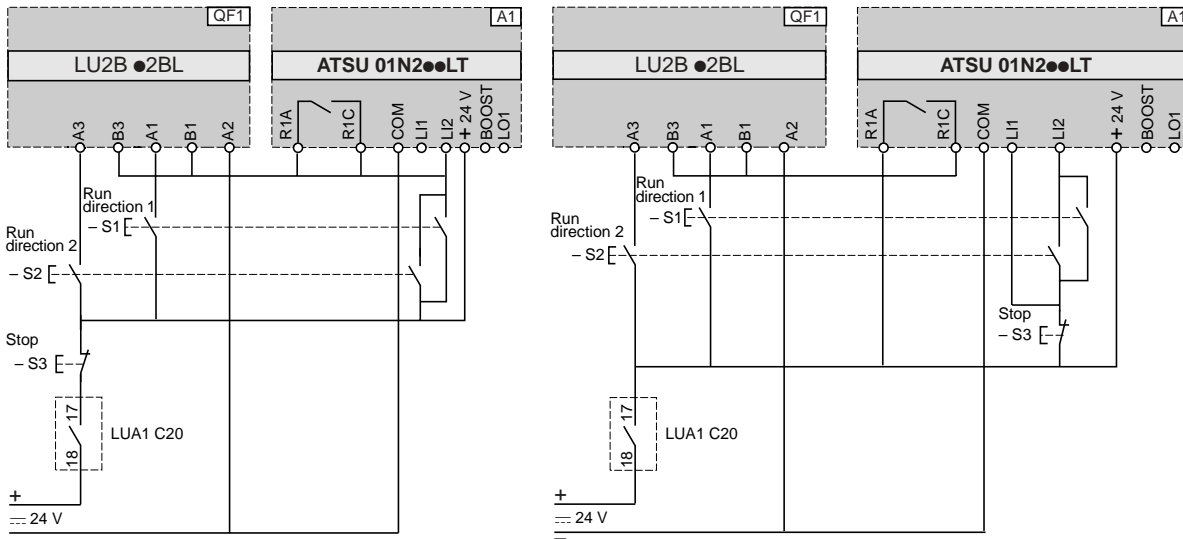 QF1
A1
LU2B ●2BL
ATSU 01N2●●LT
A3
B3
A1
B1
A2
R1A
R1C
COM
LI1
LI2
+ 24 V
BOOST
LO1
Run
direction 1
– S1
Run
direction 2
– S2
Stop
– S3
17
18
LUA1 C20
+
24 V
QF1
A1
LU2B ●2BL
ATSU 01N2●●LT
A3
B3
A1
B1
A2
R1A
R1C
COM
LI1
LI2
+ 24 V
BOOST
LO1
Run
direction 1
– S1
Run
direction 2
– S2
Stop
– S3
17
18
LUA1 C20
+
24 V
–